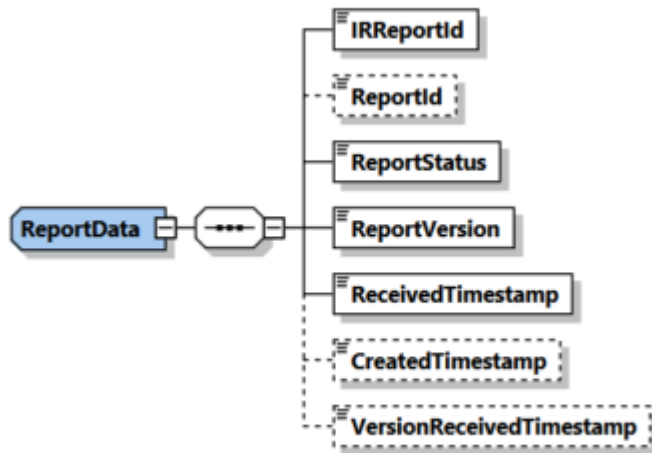 IRReportId
ReportId
ReportStatus
ReportData
ReportVersion
ReceivedTimestamp
CreatedTimestamp
VersionReceivedTimestamp